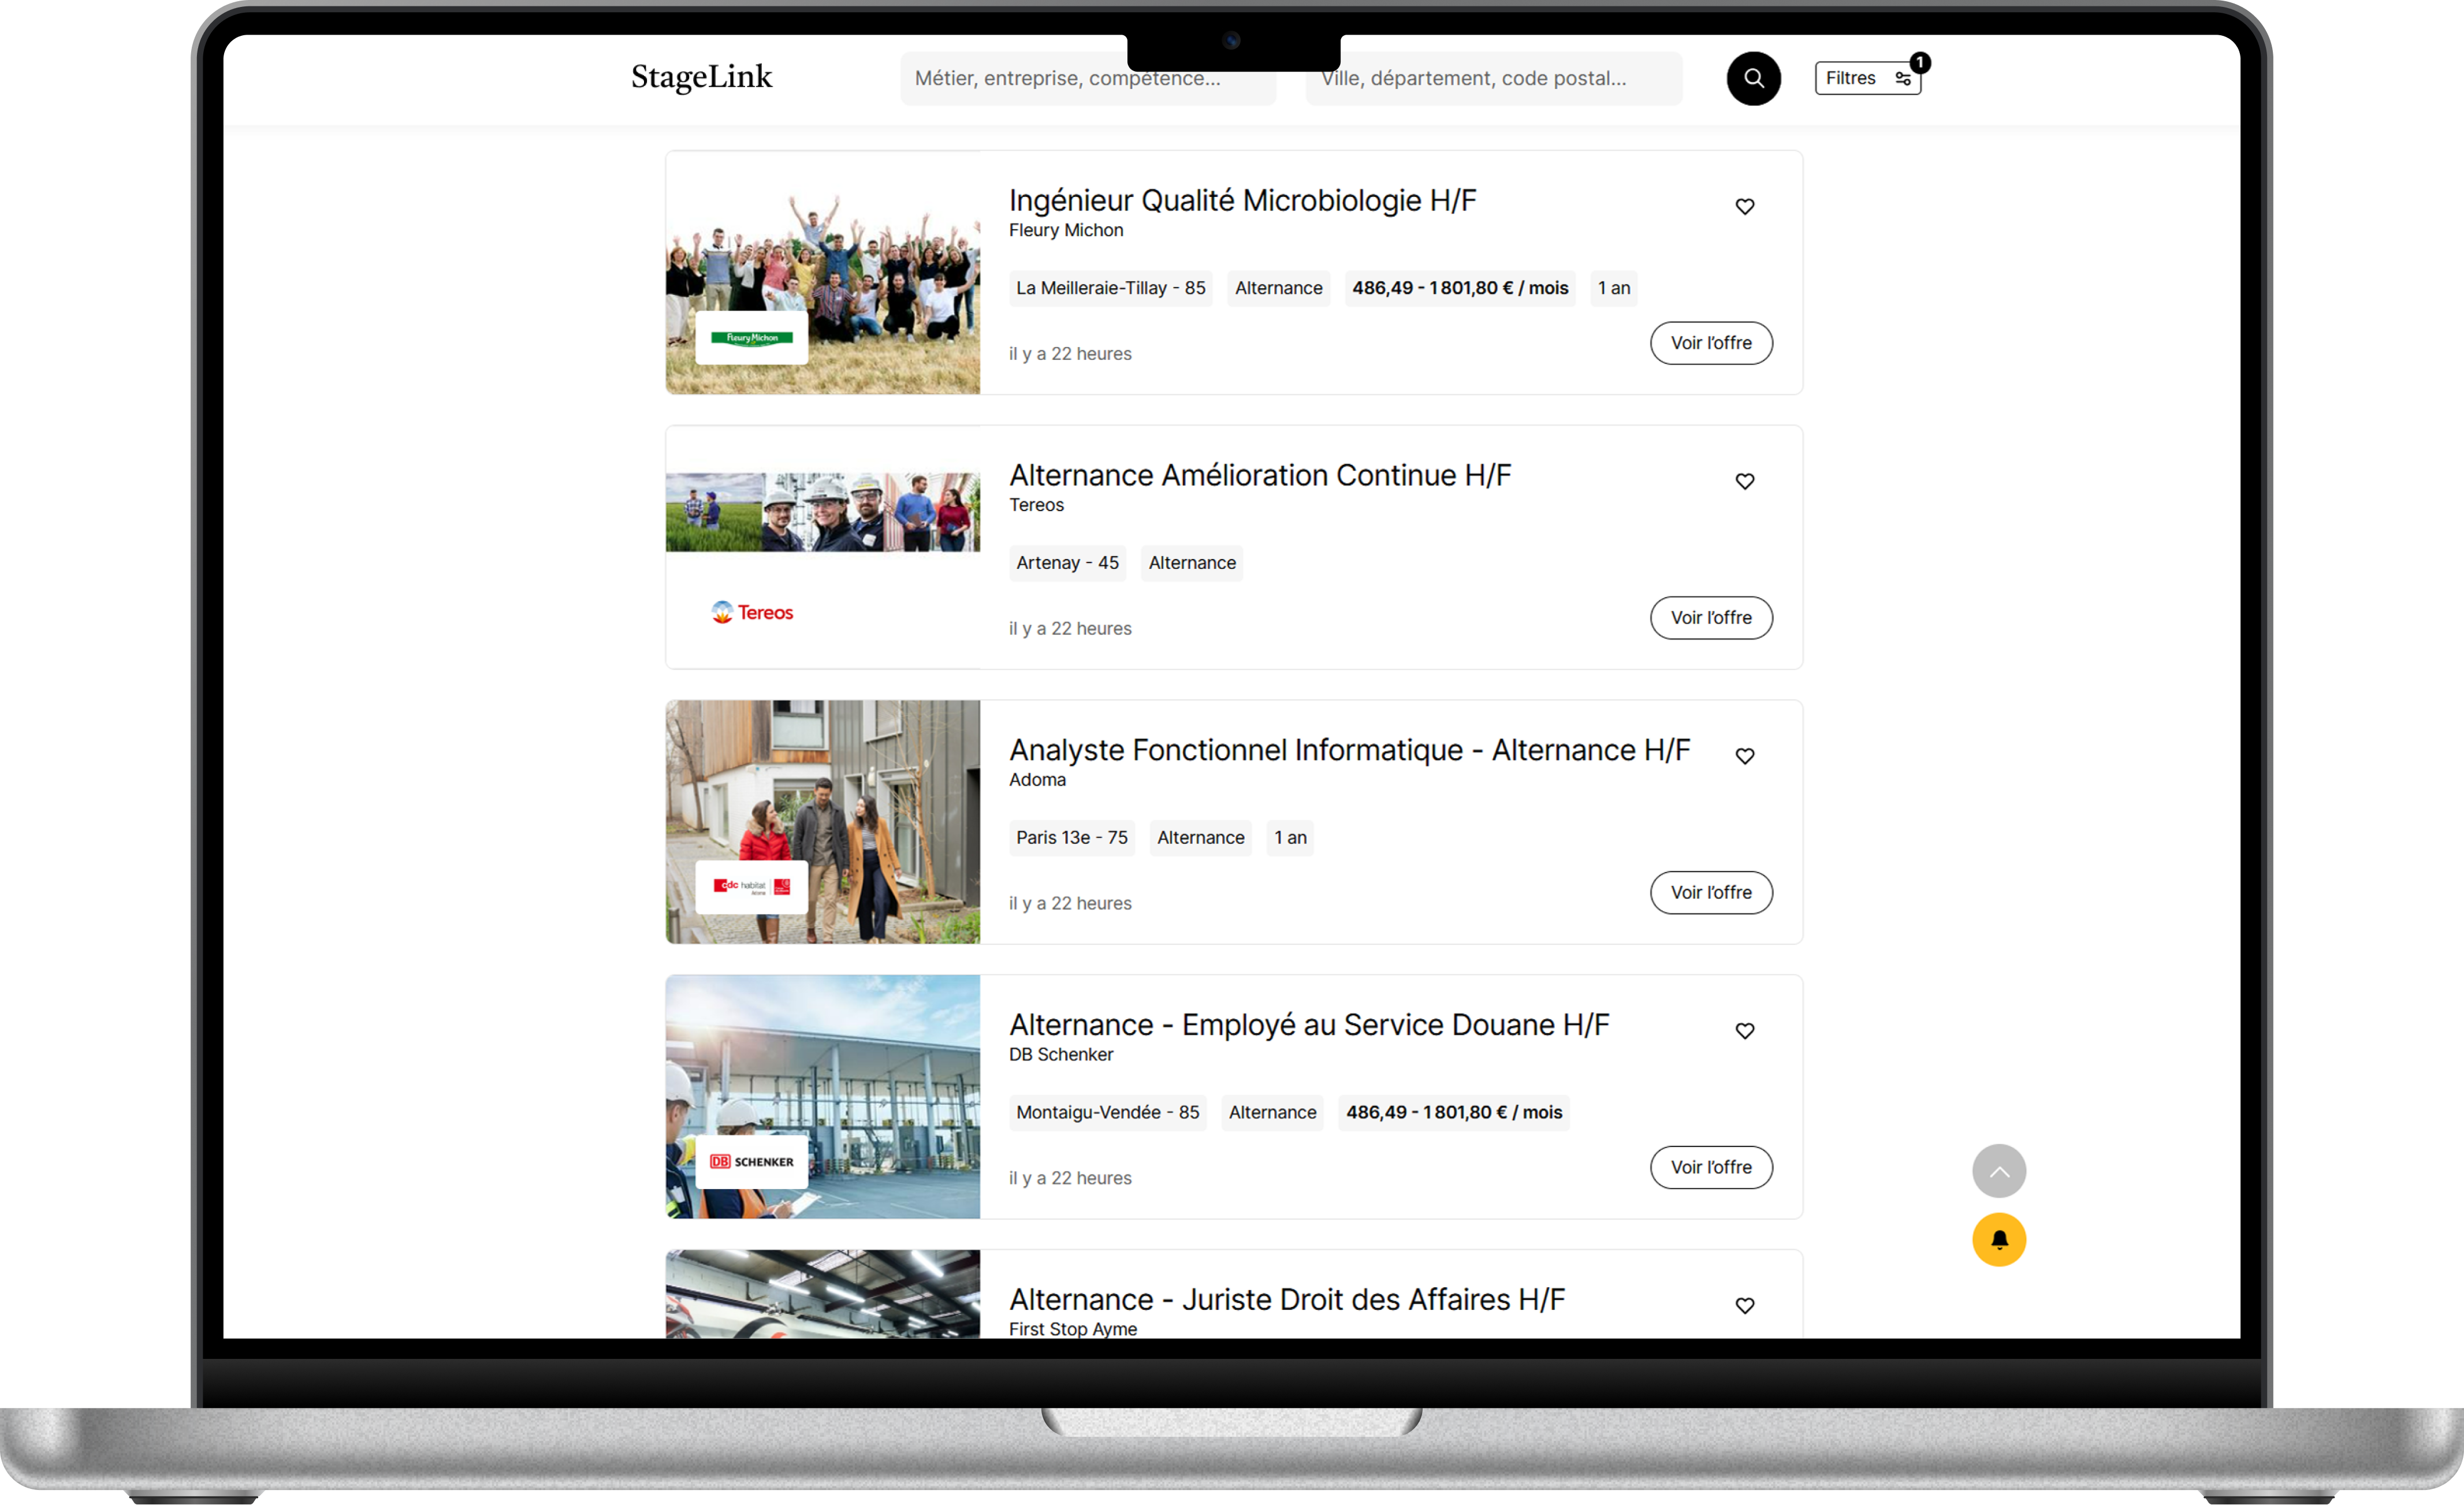 StageLink
Métier, entreprise, compétence...
Ville, département, code postal...
Filtres
1
Ingénieur Qualité Microbiologie H/F
Fleury Michon
La Meilleraie-Tillay - 85
Alternance
486,49 - 1 801,80 € / mois
1 an
Fleury Michon
il y a 22 heures
Voir l'offre
Alternance Amélioration Continue H/F
Tereos
Artenay - 45
Alternance
Tereos
il y a 22 heures
Voir l'offre
Analyste Fonctionnel Informatique - Alternance H/F
Adoma
Paris 13e - 75
Alternance
1 an
cdc habitat
il y a 22 heures
Voir l'offre
Alternance - Employé au Service Douane H/F
DB Schenker
Montaigu-Vendée - 85
Alternance
486,49 - 1 801,80 € / mois
DB SCHENKER
il y a 22 heures
Voir l'offre
Alternance - Juriste Droit des Affaires H/F
First Stop Ayme